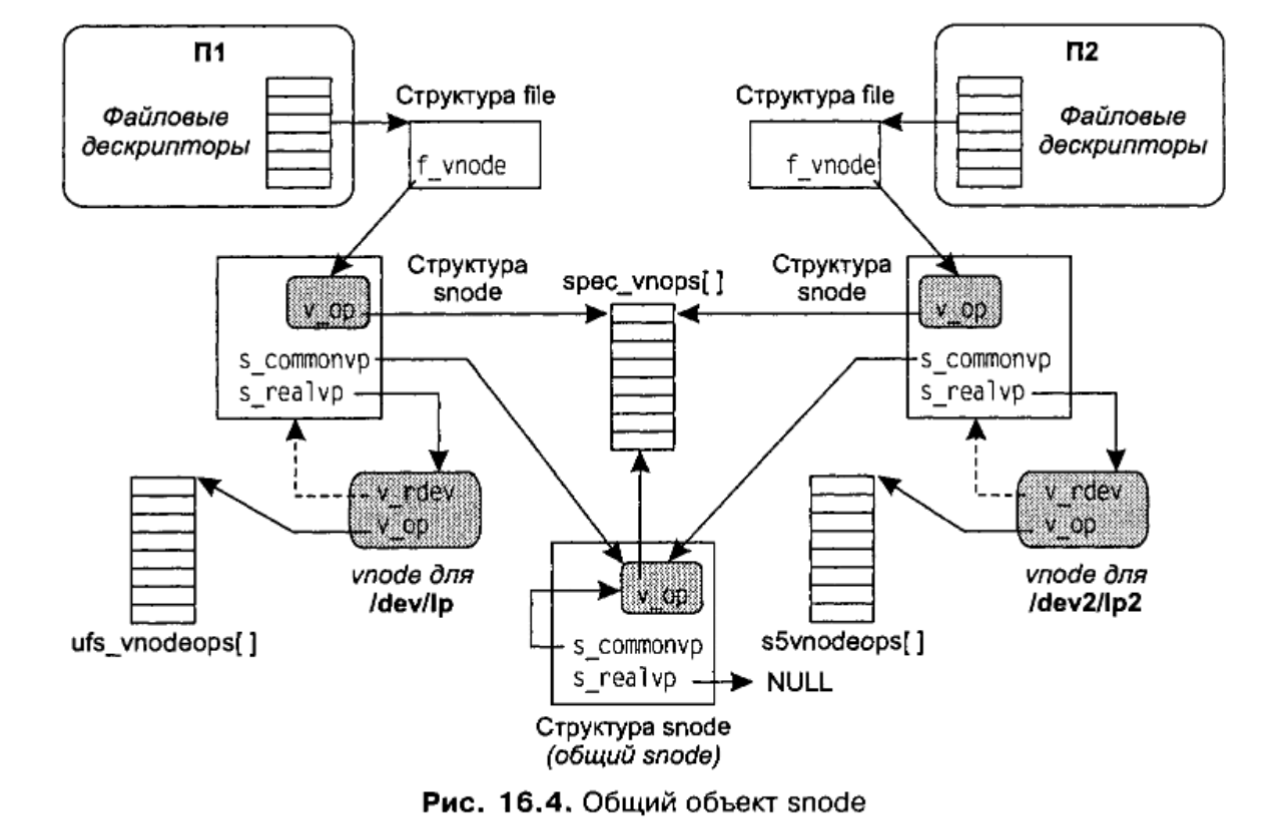 П1
Файловые
дескрипторы
Структура file
f_vnode
Структура file
f_vnode
П2
Файловые
дескрипторы
v_op
Структура
snode
s_commonvp
s_realvp
spec_vnops[ ]
Структура
snode
v_op
s_commonvp
s_realvp
v_rdev
v_op
vnode для
/dev/lp
ufs_vnodeops[ ]
v_rdev
v_op
vnode для
/dev2/lp2
s5vnodeops[ ]
v_op
s_commonvp
s_realvp
NULL
Структура snode
(общий snode)
Рис. 16.4. Общий объект snode